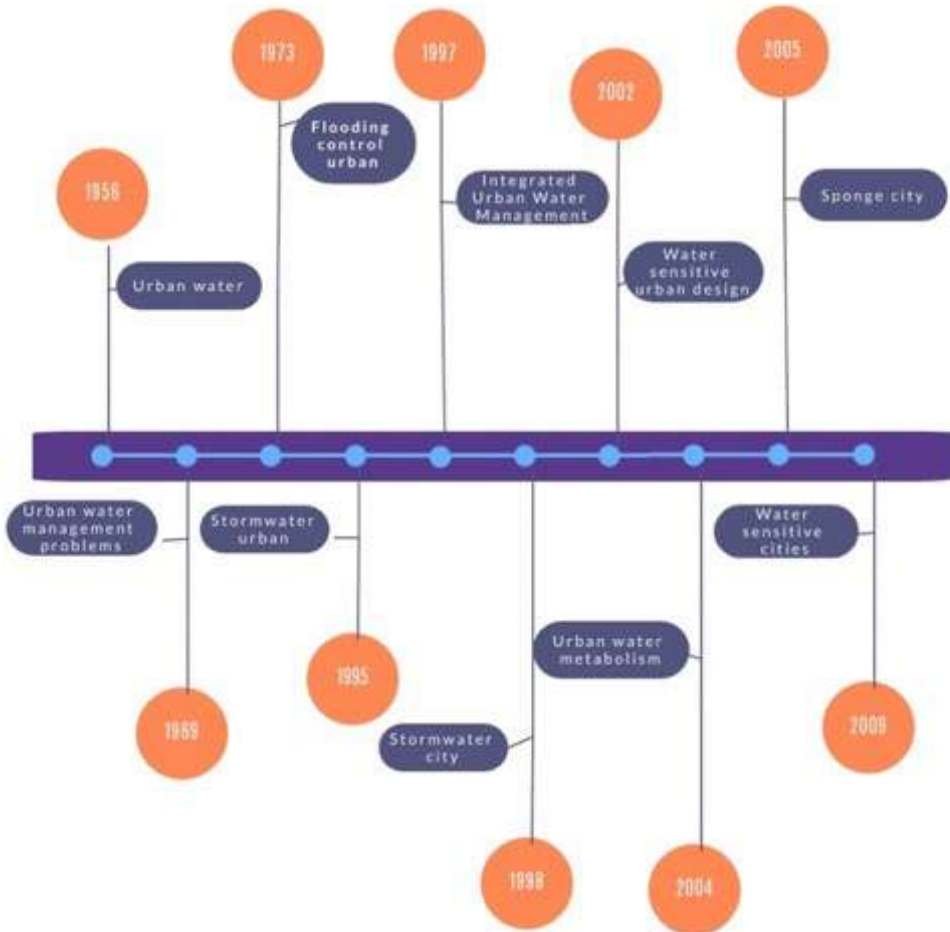 1956
Urban water
Urban water
management
problems
1969
1973
Flooding
control
urban
Stormwater
urban
1995
1997
Integrated
Urban Water
Management
Stormwater
city
1998
2002
Water
sensitive
urban design
Urban water
metabolism
2004
2005
Sponge city
Water
sensitive
cities
2009